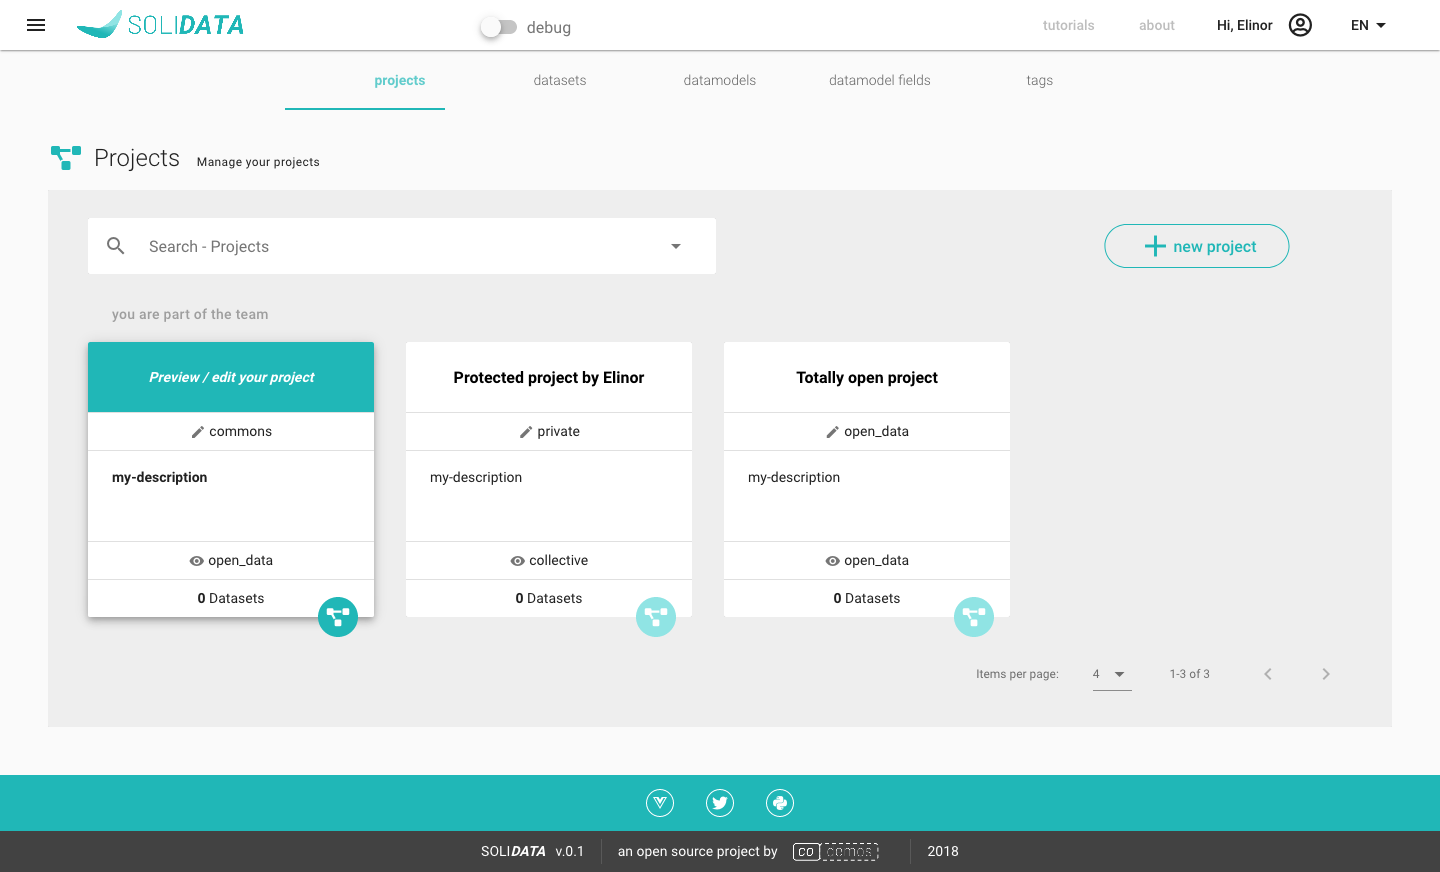 SOLIDATA
debug
tutorials
about
Hi, Elinor
EN
projects
datasets
datamodels
datamodel fields
tags
Projects
Manage your projects
Search - Projects
new project
you are part of the team
Preview / edit your project
commons
my-description
open_data
0 Datasets
Protected project by Elinor
private
my-description
collective
0 Datasets
Totally open project
open_data
my-description
open_data
0 Datasets
Items per page:
4
1-3 of 3
SOLIDATA v.0.1
an open source project by
co
2018